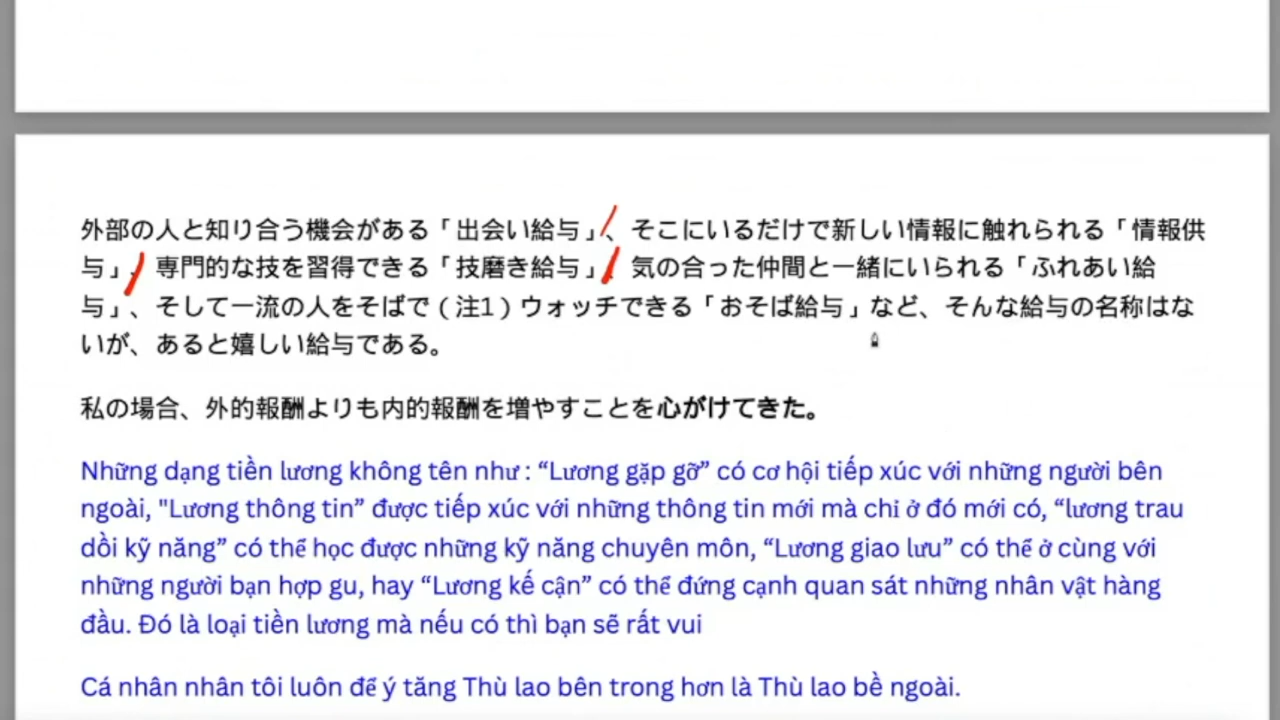 外部の人と知り合う機会がある「出会い給与」、そこにいるだけで新しい情報に触れられる「情報供
与」、専門的な技を習得できる「技磨き給与」、気の合った仲間と一緒にいられる「ふれあい給
与」、そして一流の人をそばで（注1）ウォッチできる「おそば給与」など、そんな給与の名称はな
いが、あると嬉しい給与である。
私の場合、外的報酬よりも内的報酬を増やすことを心がけてきた。
Những dạng tiền lương không tên như : “Lương gặp gỡ” có cơ hội tiếp xúc với những người bên
ngoài, "Lương thông tin” được tiếp xúc với những thông tin mới mà chỉ ở đó mới có, “lương trau
dồi kỹ năng” có thể học được những kỹ năng chuyên môn, “Lương giao lưu” có thể ở cùng với
những người bạn hợp gu, hay “Lương kế cận” có thể đứng cạnh quan sát những nhân vật hàng
đầu. Đó là loại tiền lương mà nếu có thì bạn sẽ rất vui
Cá nhân nhân tôi luôn để ý tăng Thù lao bên trong hơn là Thù lao bề ngoài.